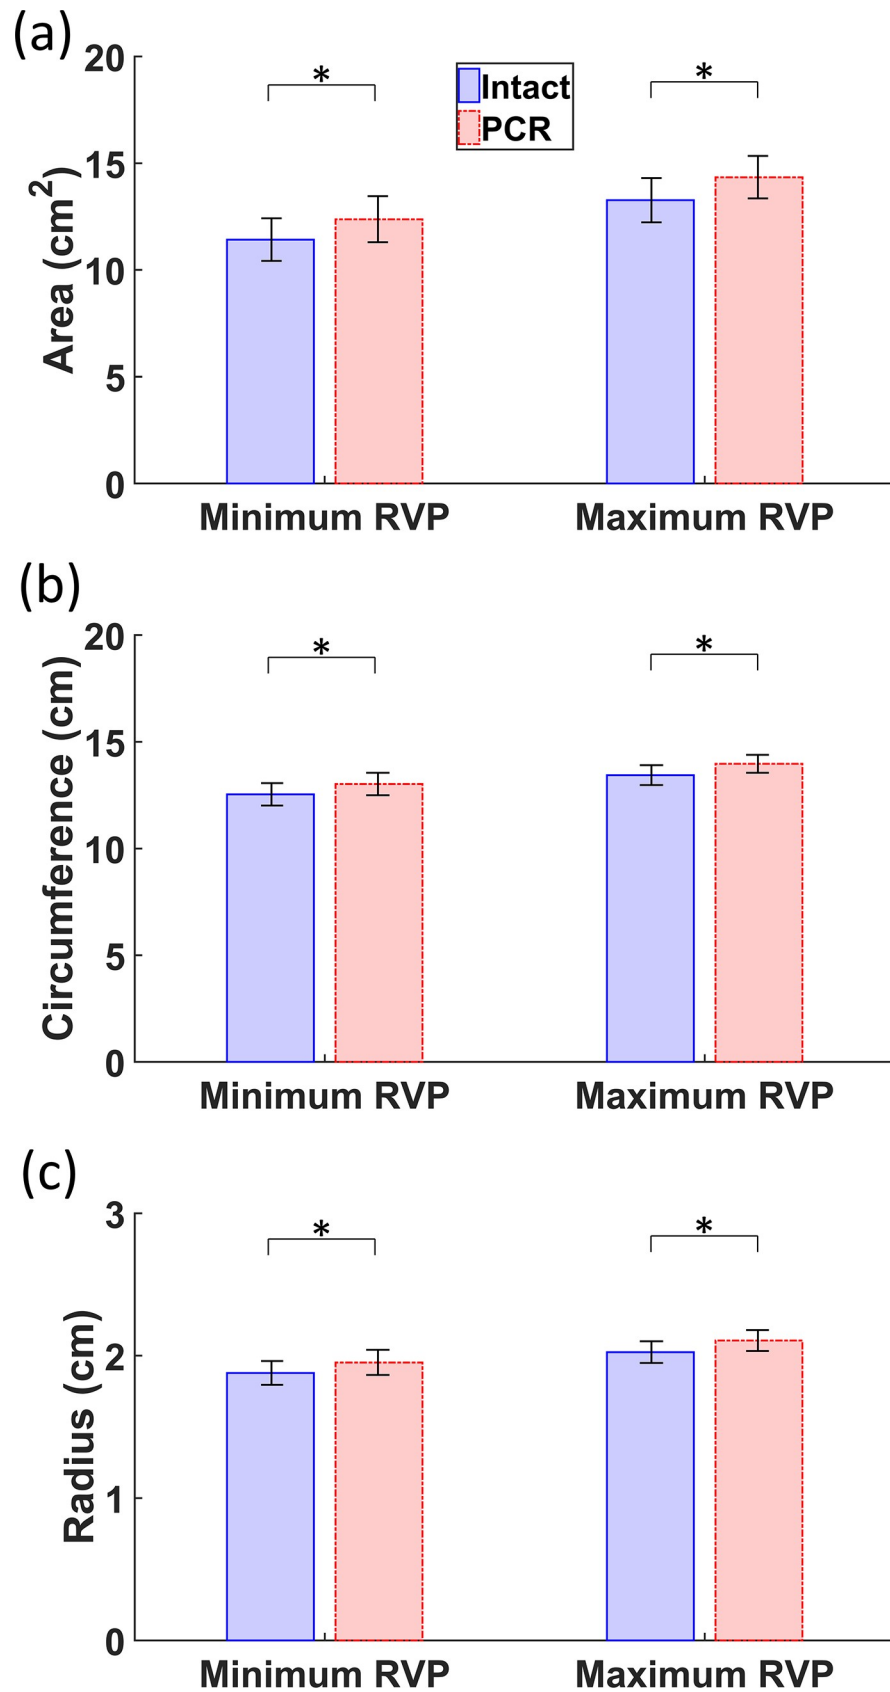 (a)
20
15
10
5
0
Area (cm²)
*
*
Intact
PCR
Minimum RVP
Maximum RVP
(b)
20
15
10
5
0
Circumference (cm)
*
*
Minimum RVP
Maximum RVP
(c)
3
2
1
0
Radius (cm)
*
*
Minimum RVP
Maximum RVP